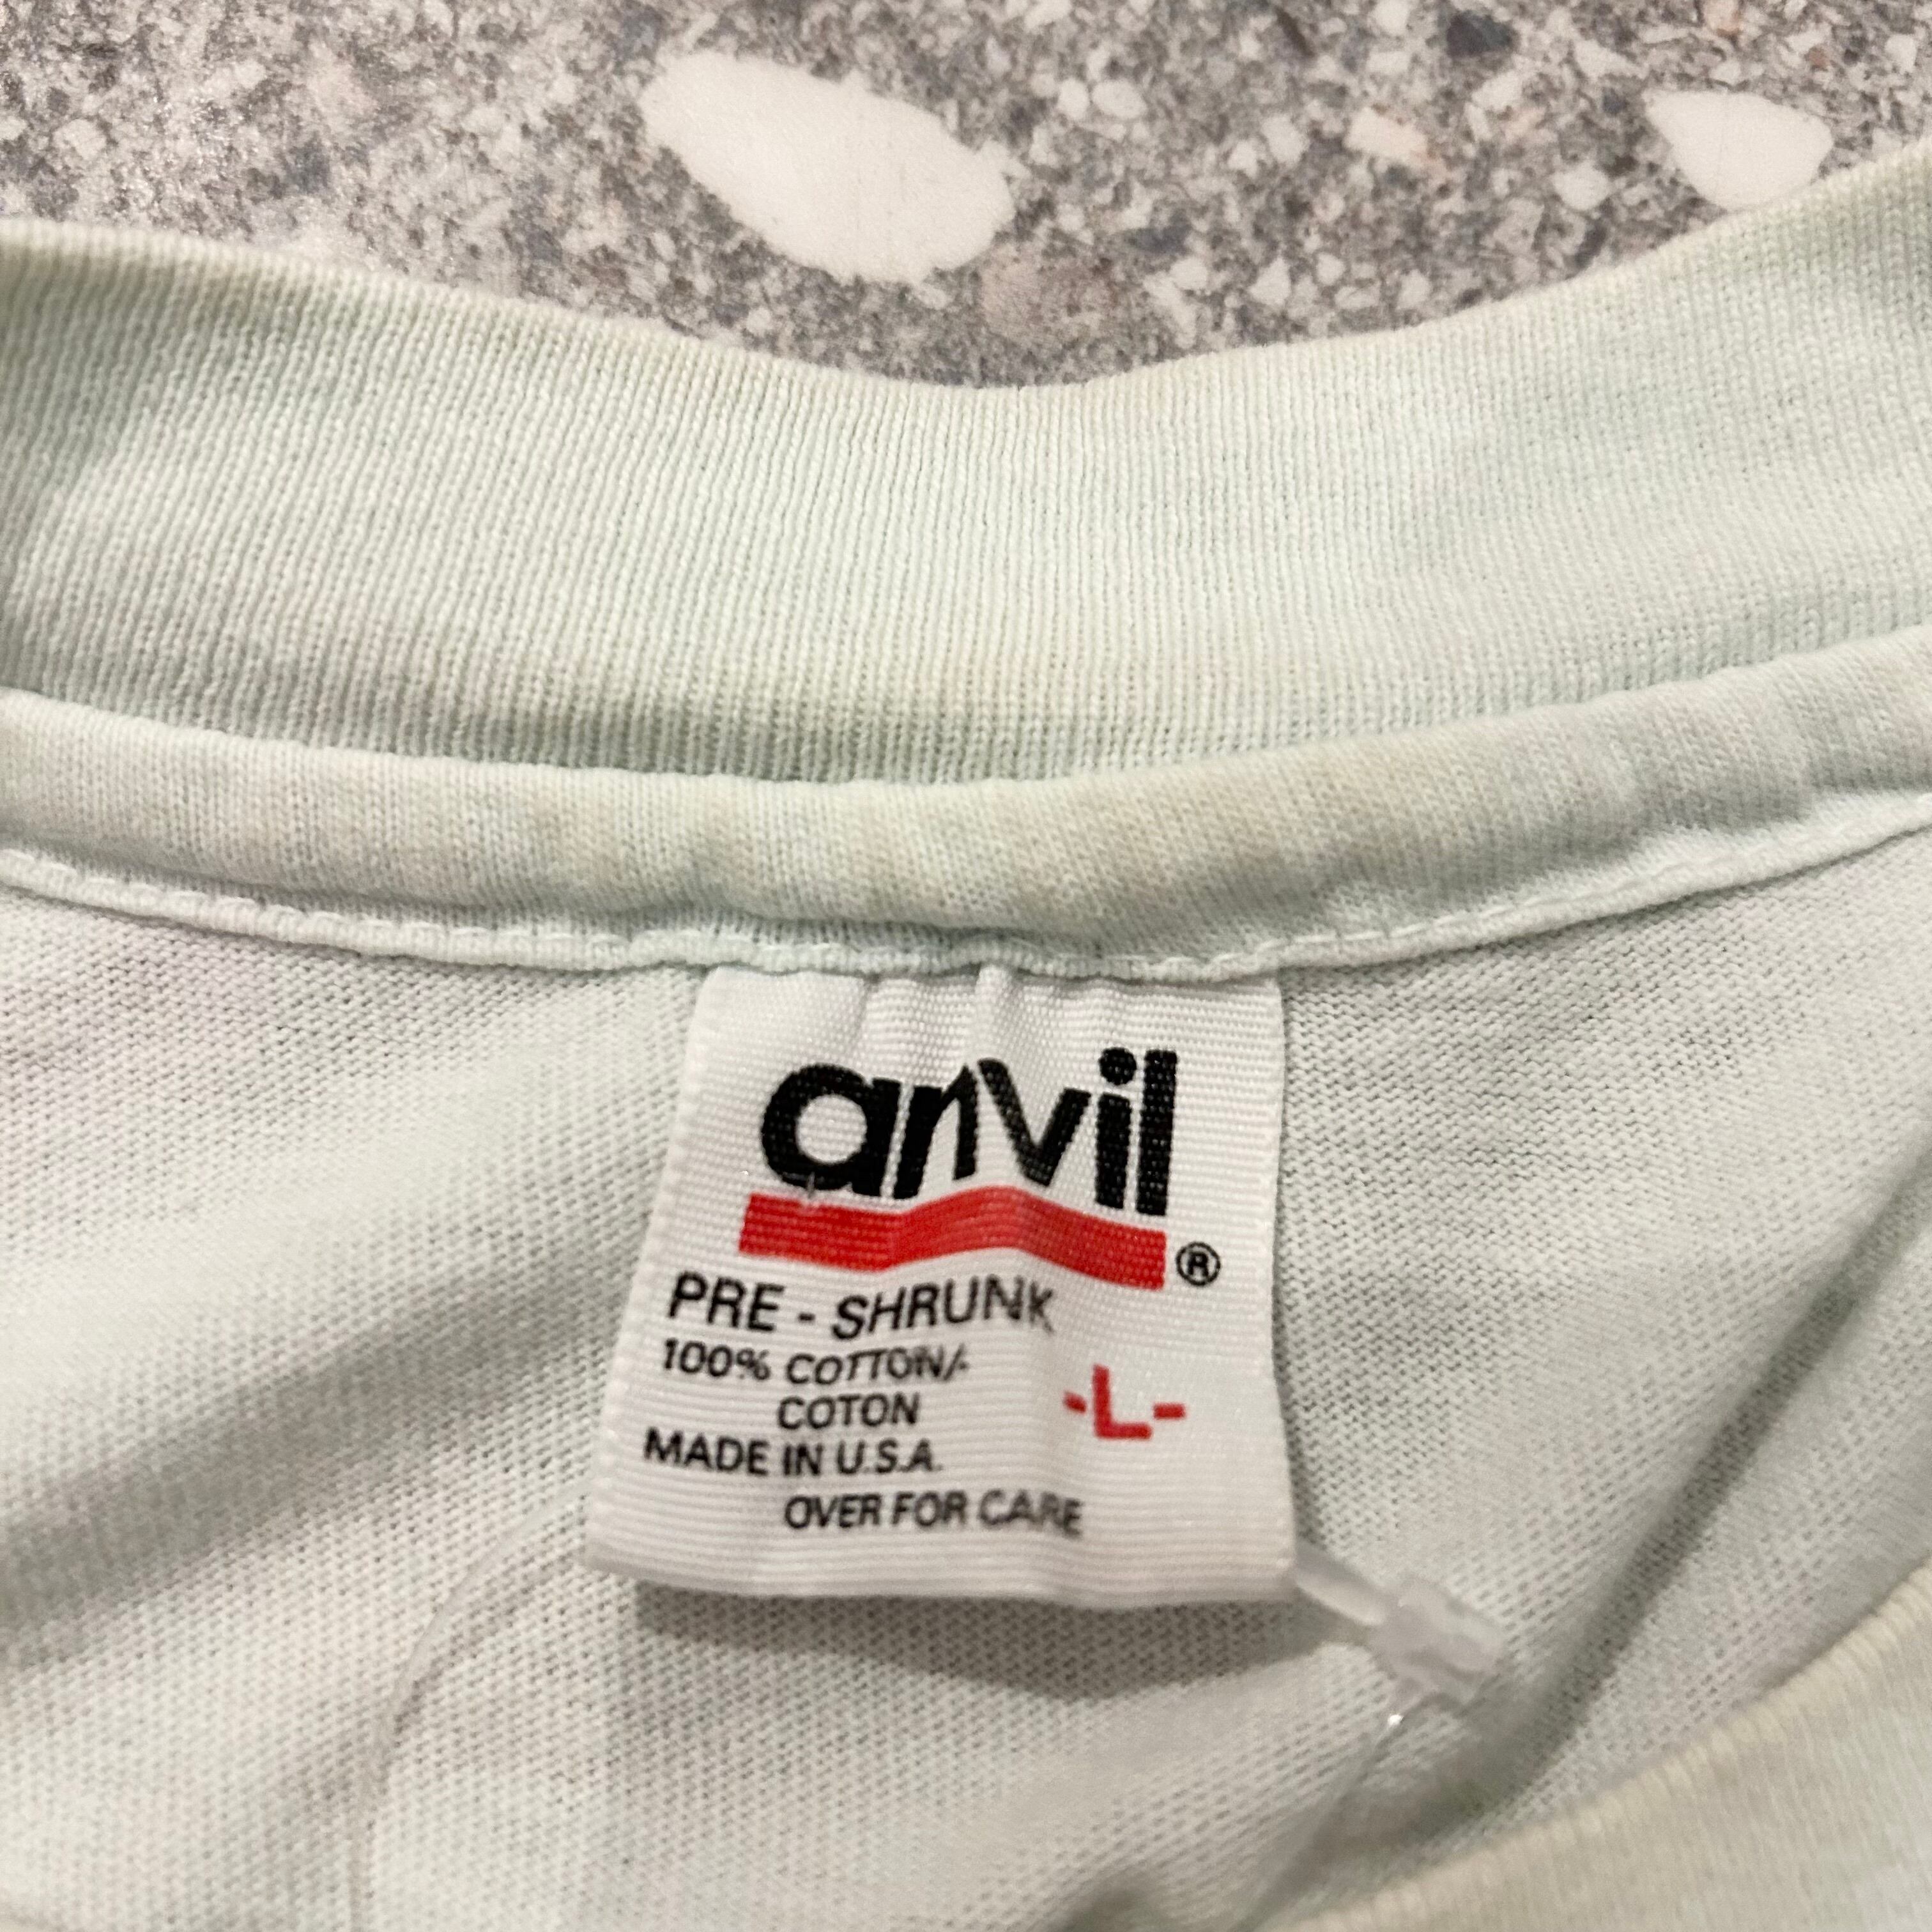 anvil®
PRE - SHRUNK
100% COTTON/
COTON
-L-
MADE IN U.S.A.
OVER FOR CARE